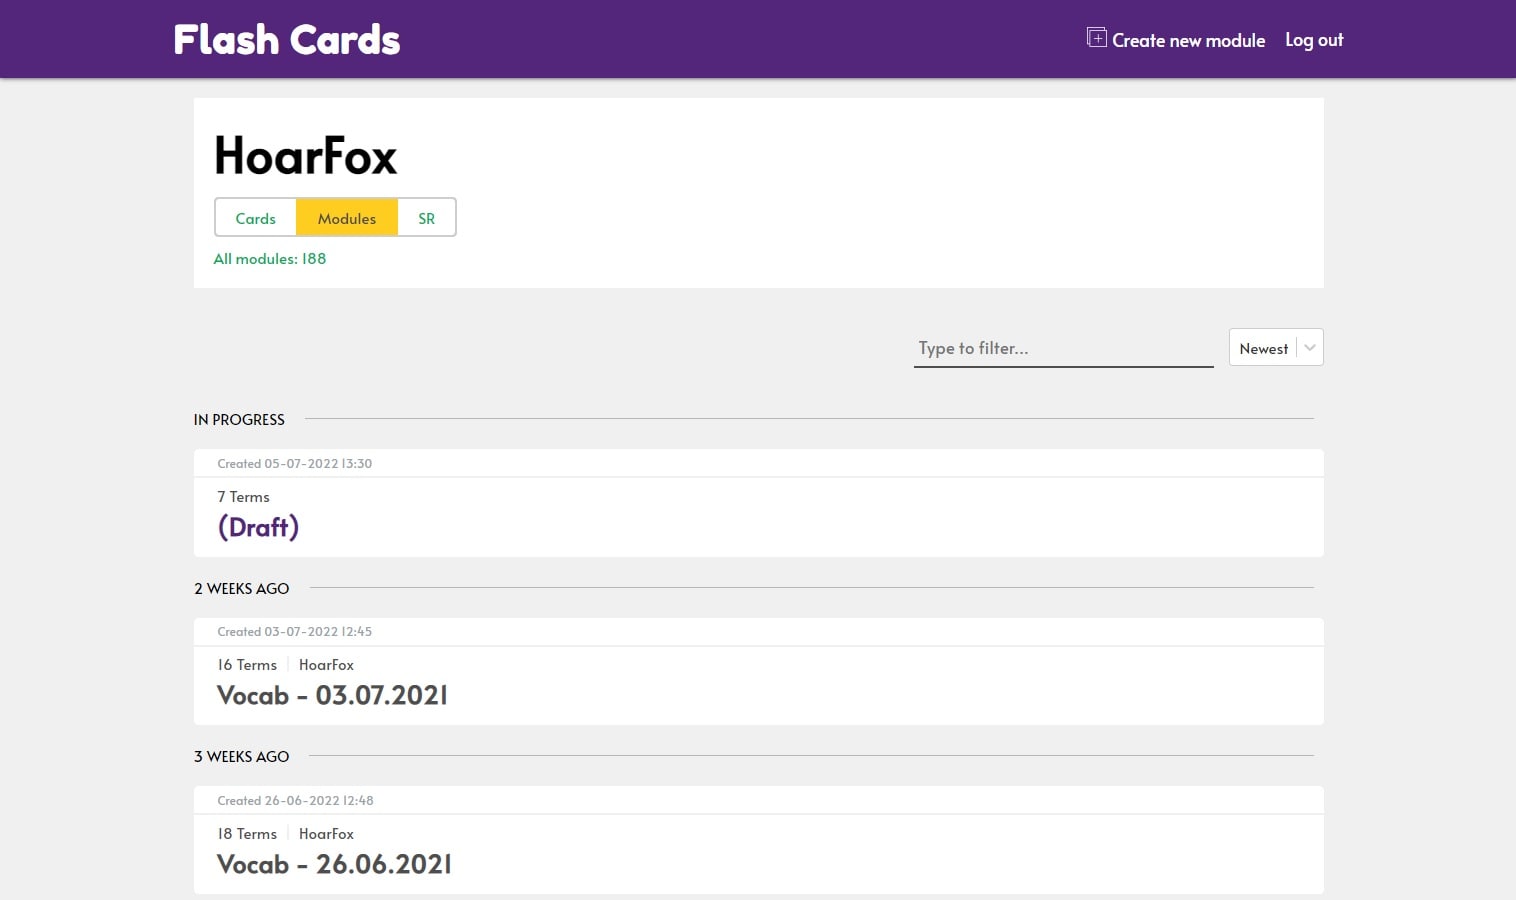 Flash Cards
Create new module
Log out
HoarFox
Cards
Modules
SR
All modules: 188
Type to filter...
Newest
IN PROGRESS
Created 05-07-2022 13:30
7 Terms
(Draft)
2 WEEKS AGO
Created 03-07-2022 12:45
16 Terms
HoarFox
Vocab - 03.07.2021
3 WEEKS AGO
Created 26-06-2022 12:48
18 Terms
HoarFox
Vocab - 26.06.2021